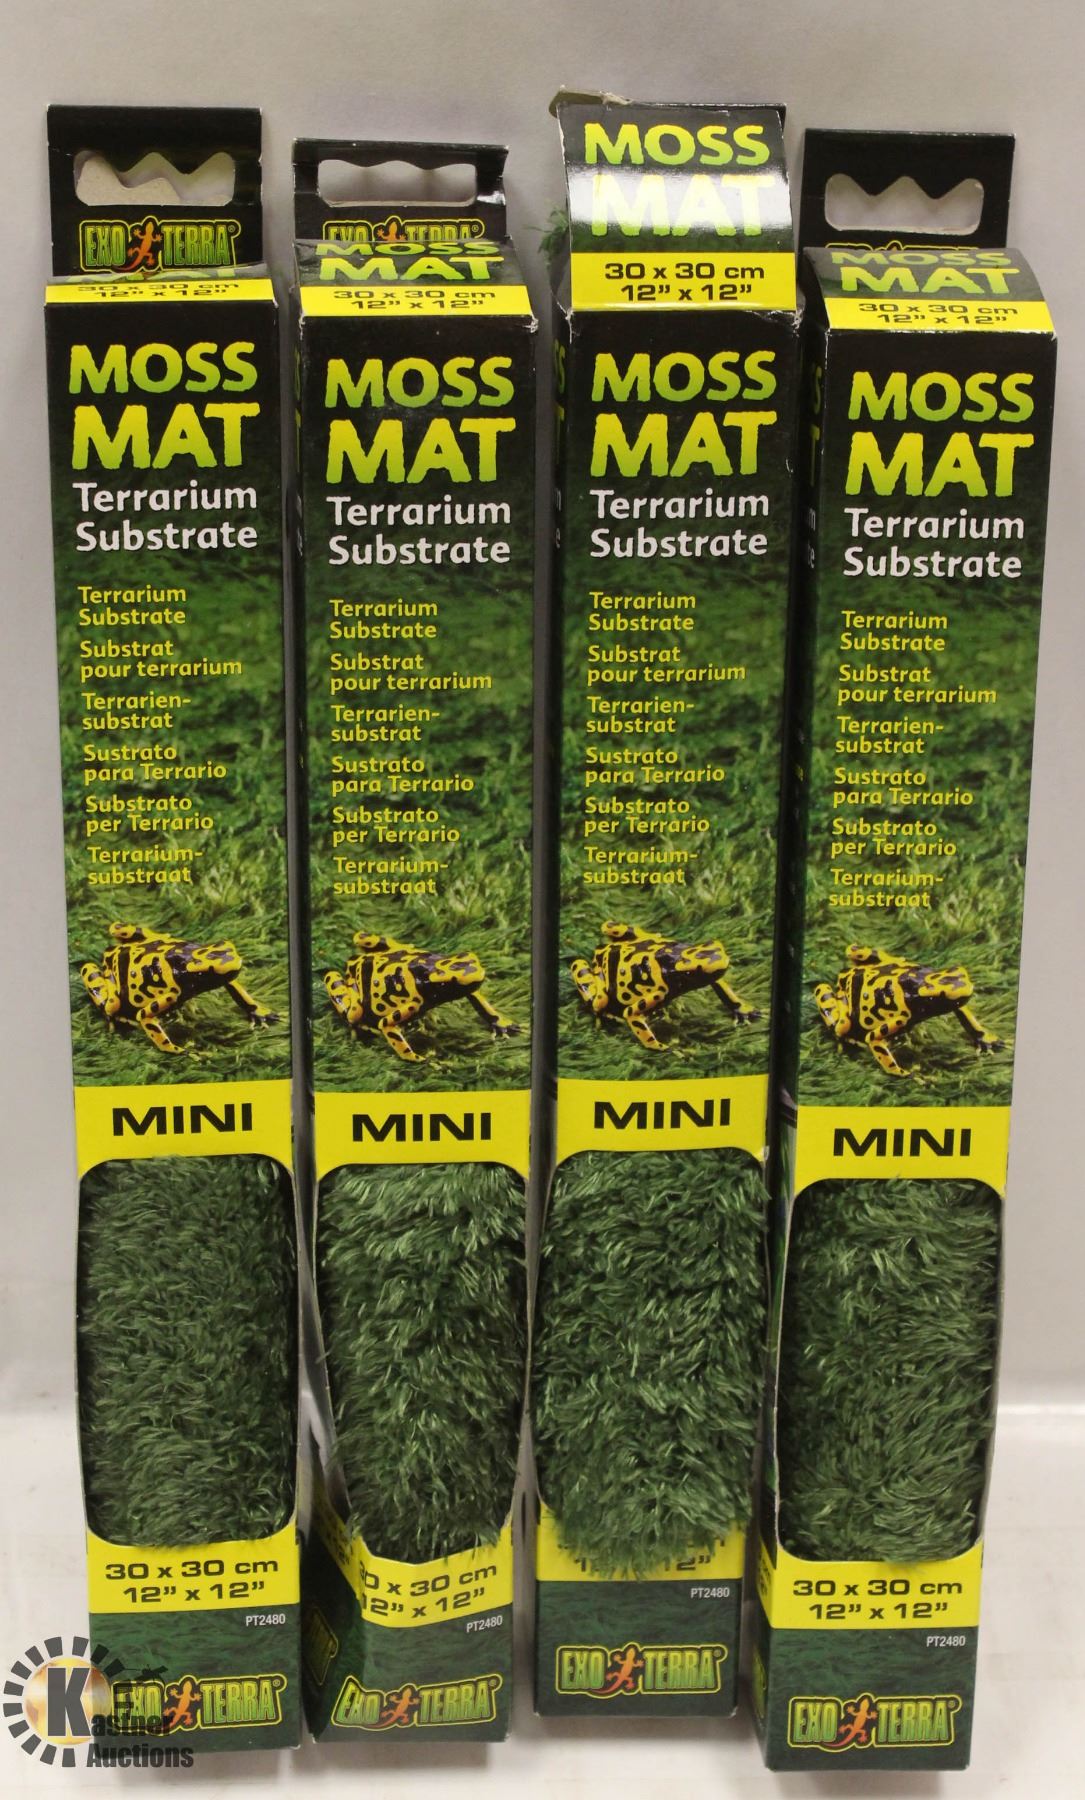 EXO TERRA®
30 x 30 cm
12" x 12"
MOSS
MAT
Terrarium
Substrate
Terrarium
Substrate
Substrat
pour terrarium
Terrarien-
substrat
Sustrato
para Terrario
Substrato
per Terrario
Terrarium-
substraat
MINI
30 x 30 cm
12" x 12"
PT2480
EXO TERRA®
EXO TERRA
MOSS
MAT
30 x 30 cm
12" x 12"
MOSS
MAT
Terrarium
Substrate
Terrarium
Substrate
Substrat
pour terrarium
Terrarien-
substrat
Sustrato
para Terrario
Substrato
per Terrario
Terrarium-
substraat
MINI
x 30 cm
12" x 12"
PT2480
EXO TERRA®
MOSS
MAT
30 x 30 cm
12" x 12"
MOSS
MAT
Terrarium
Substrate
Terrarium
Substrate
Substrat
pour terrarium
Terrarien-
substrat
Sustrato
para Terrario
Substrato
per Terrario
Terrarium-
substraat
MINI
12"
PT2480
EXO TERRA®
MOSS
MAT
30 x 30 cm
12" x 12"
MOSS
MAT
Terrarium
Substrate
Terrarium
Substrate
Substrat
pour terrarium
Terrarien-
substrat
Sustrato
para Terrario
Substrato
per Terrario
Terrarium-
substraat
MINI
30 x 30 cm
12" x 12"
PT2480
EXO TERRA®
Kastner
Auctions